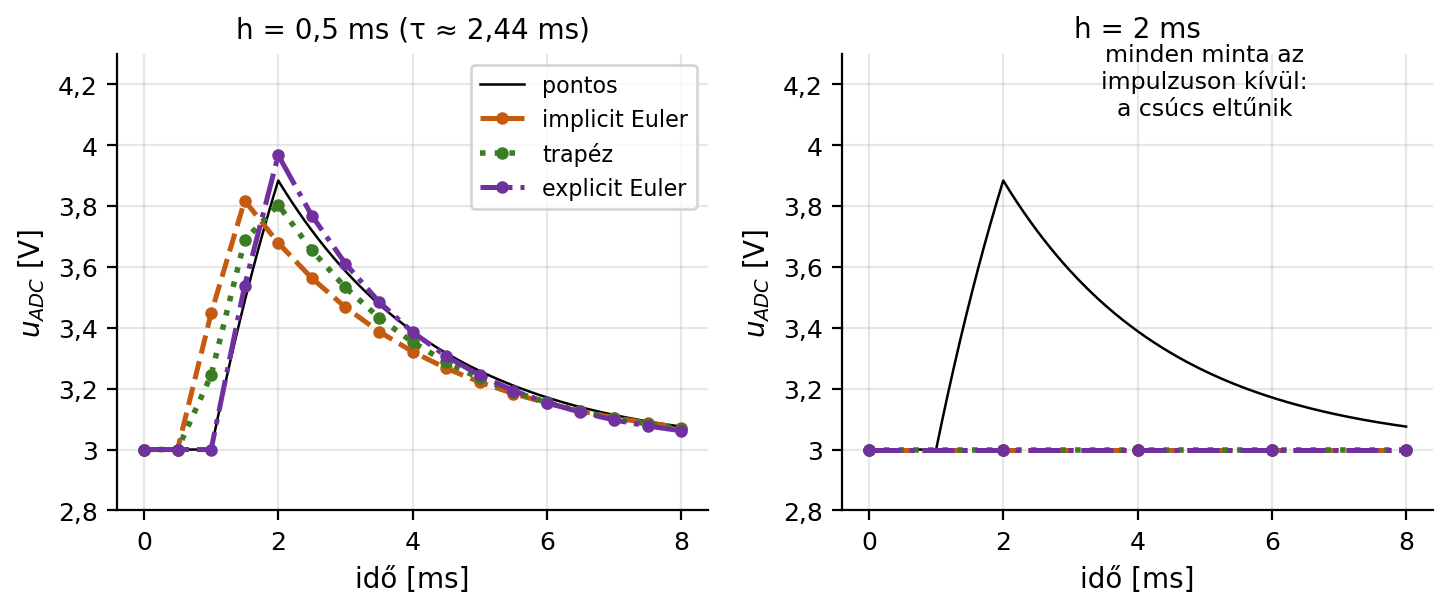 h = 0,5 ms (τ ≈ 2,44 ms)
4,2
4
3,8
3,6
3,4
3,2
3
2,8
u_ADC [V]
pontos
implicit Euler
trapéz
explicit Euler
0 2 4 6 8
idő [ms]
h = 2 ms
minden minta az
impulzuson kívül:
a csúcs eltűnik
4,2
4
3,8
3,6
3,4
3,2
3
2,8
u_ADC [V]
0 2 4 6 8
idő [ms]